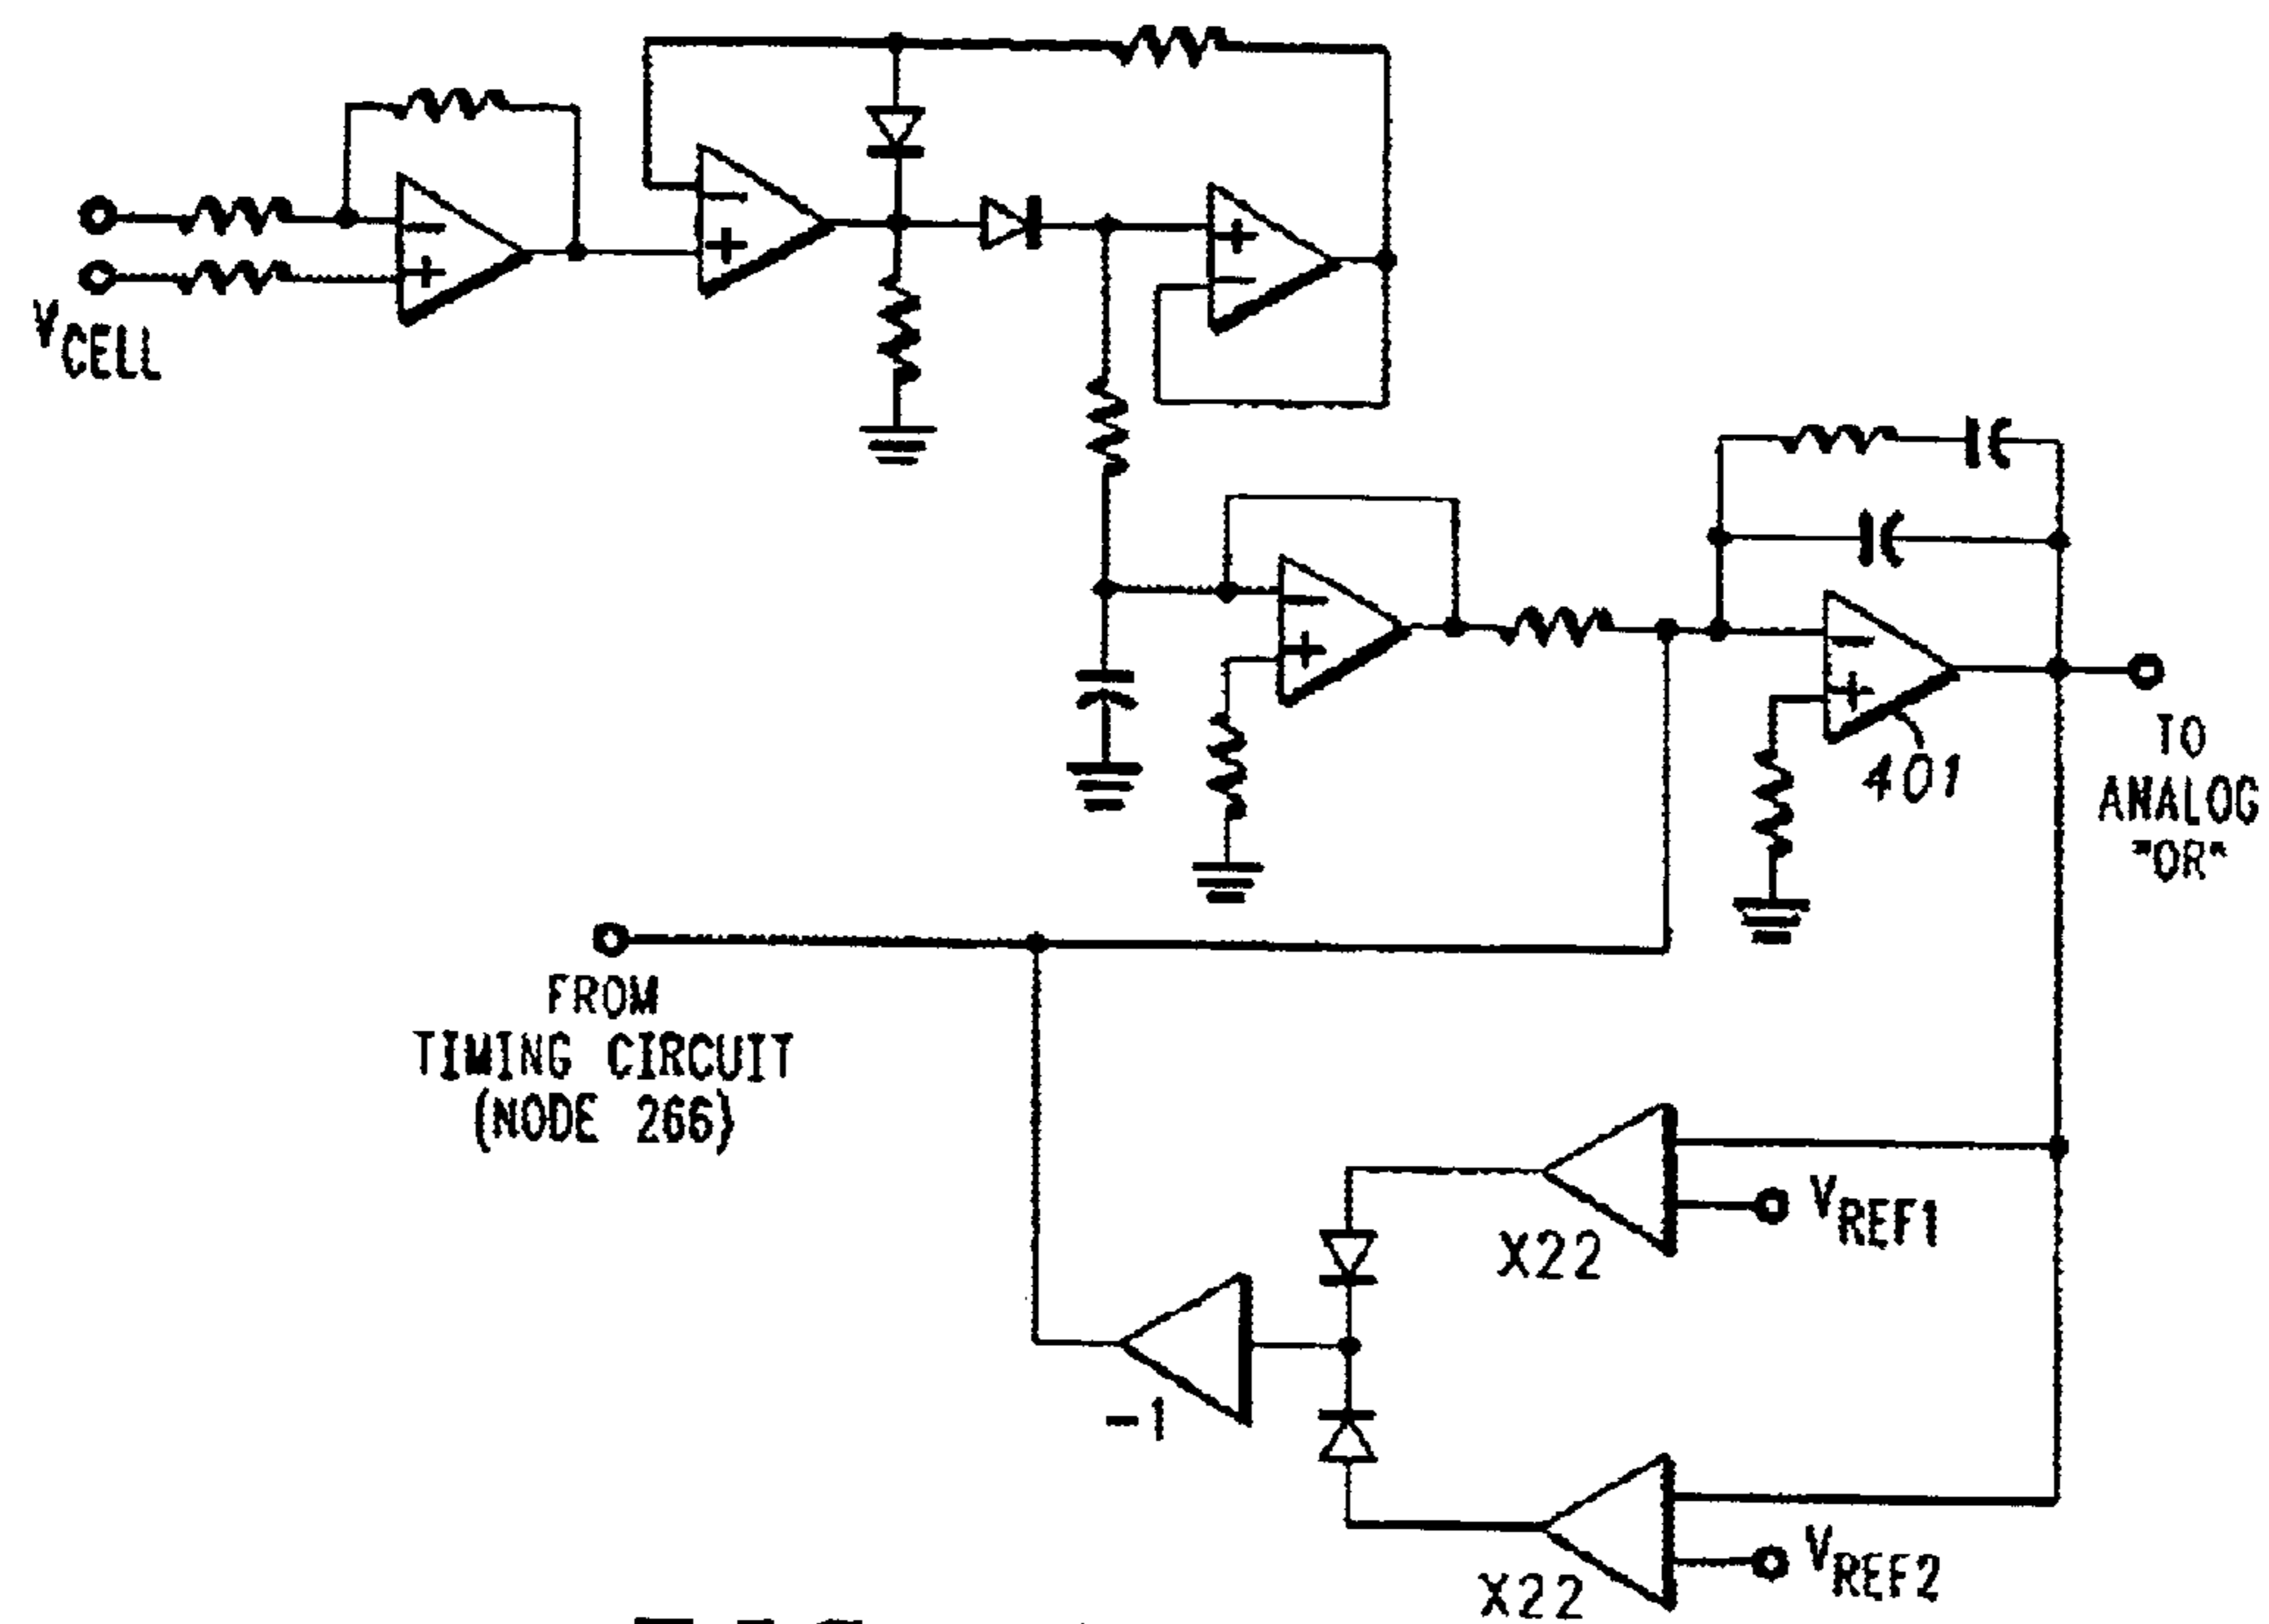 VCELL
401
TO
ANALOG
"OR"
FROM
TIMING CIRCUIT
(NODE 266)
VREF1
X22
-1
VREF2
X22